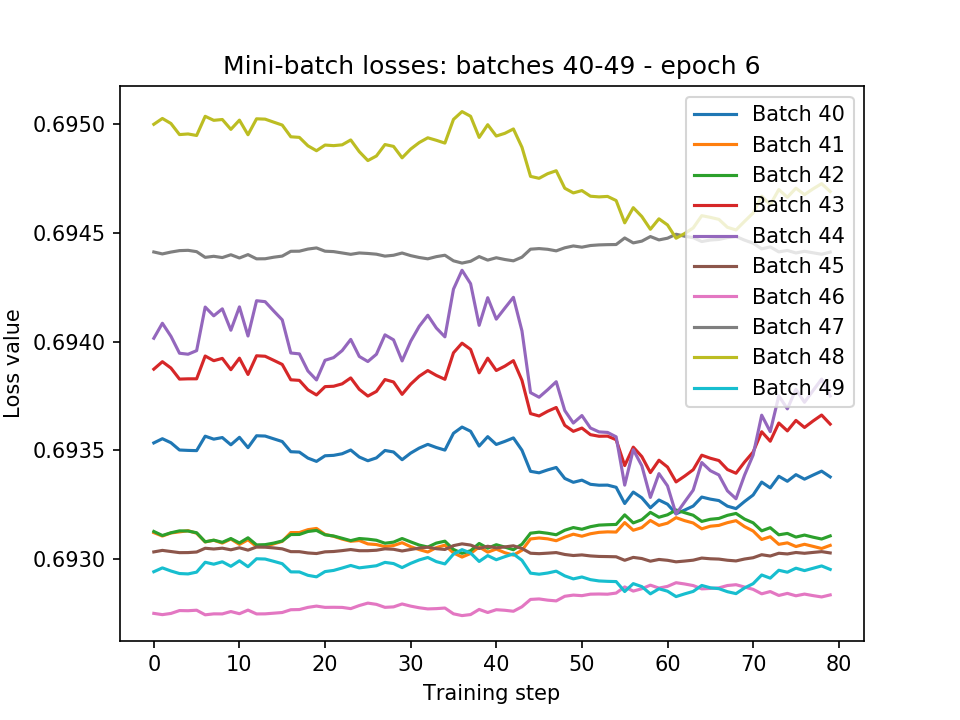 Mini-batch losses: batches 40-49 - epoch 6
Loss value
0.6950
0.6945
0.6940
0.6935
0.6930
Batch 40
Batch 41
Batch 42
Batch 43
Batch 44
Batch 45
Batch 46
Batch 47
Batch 48
Batch 49
0 10 20 30 40 50 60 70 80
Training step